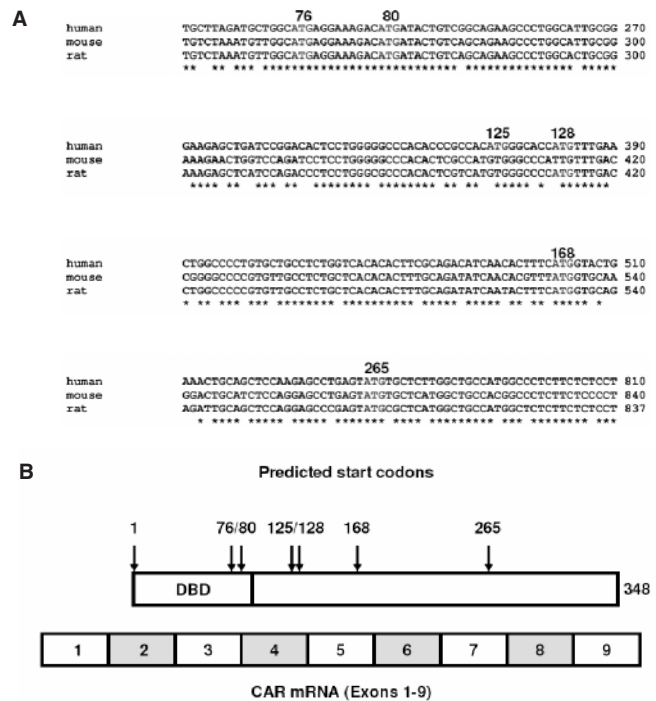 A
76 80
human TGCTTAGATGCTGGCATGAGGAAAGACATGATACTGTCGGCAGAAGCCCTGGCATTGCGG 270
mouse TGTCTAAATGTTGGCATGAGGAAAGACATGATACTGTCAGCAGAAGCCCTGGCATTGCGG 300
rat TGTCTAAATGTTGGCATGAGGAAAGACATGATACTGTCAGCAGAAGCCCTGGCACTGCGG 300
125 128
human GAAGAGCTGATCCGGACACTCCTGGGGGCCCACACCCGCCACATGGGCACCATGTTTGAA 390
mouse AAAGAACTGGTCCAGATCCTCCTGGGGGCCCACACTCGCCATGTGGGCCCATTGTTTGAC 420
rat AAAGAGCTCATCCAGACCCTCCTGGGCGCCCACACTCGTCATGTGGGCCCCATGTTTGAC 420
168
human CTGGCCCCTGTGCTGCCTCTGGTCACACACTTCGCAGACATCAACACTTTCATGGTACTG 510
mouse CGGGGCCCCGTGTTGCCTCTGCTCACACACTTTGCAGATATCAACACGTTTATGGTGCAA 540
rat CTGGCCCCCGTGTTGCCTCTGCTCACACACTTTGCAGATATCAATACTTTCATGGTGCAG 540
265
human AAACTGCAGCTCCAAGAGCCTGAGTATGTGCTCTTGGCTGCCATGGCCCTCTTCTCTCCT 810
mouse GGACTGCATCTCCAGGAGCCTGAGTATGTGCTCATGGCTGCCACGGCCCTCTTCTCCCCT 840
rat AGATTGCAGCTCCAGGAGCCCGAGTATGCGCTCATGGCTGCCATGGCTCTCTTCTCTCCT 837
B
Predicted start codons
1 76/80 125/128 168 265
DBD 348
1 2 3 4 5 6 7 8 9
CAR mRNA (Exons 1-9)